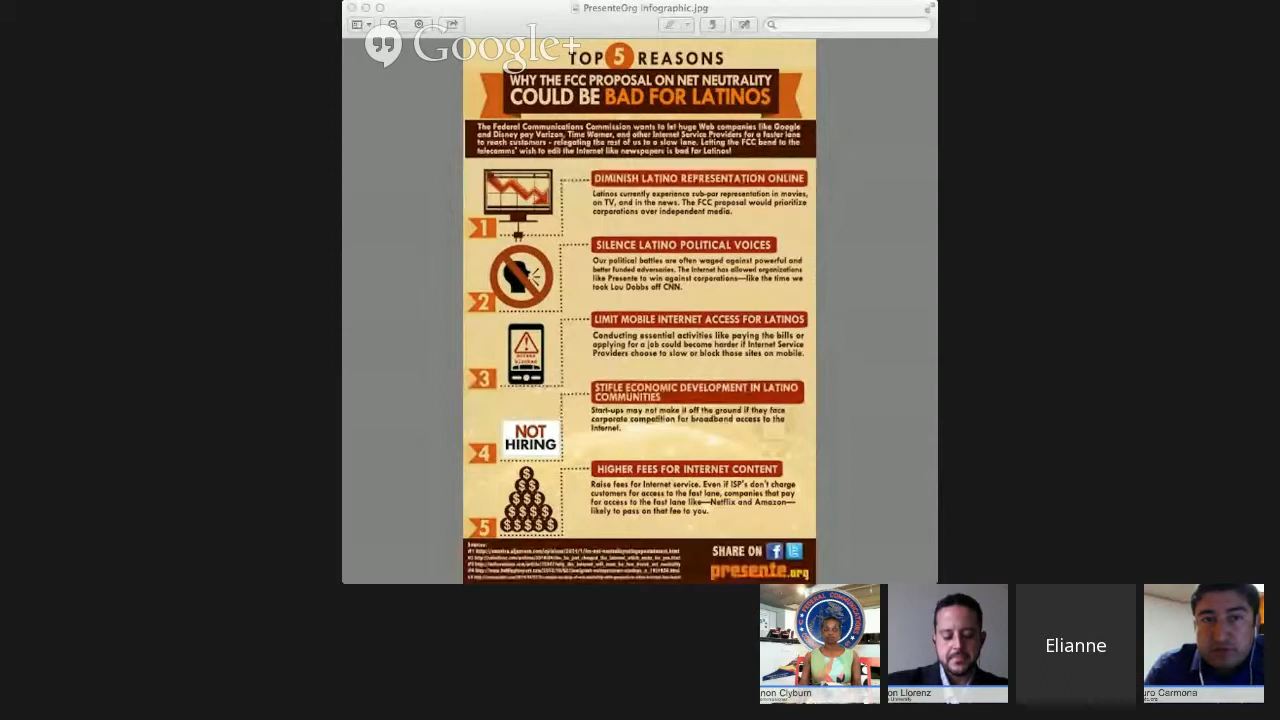 PresenteOrg infographic.jpg
Google+
TOP 5 REASONS
WHY THE FCC PROPOSAL ON NET NEUTRALITY
COULD BE BAD FOR LATINOS
The Federal Communications Commission wants to let huge Web companies like Google
and Disney pay Verizon, Time Warner, and other Internet Service Providers for a faster lane
to reach customers - relegating the rest of us to a slow lane. Letting the FCC bend to the
telecomms' wish to edit the Internet like newspapers is bad for Latinos!
1
DIMINISH LATINO REPRESENTATION ONLINE
Latinos currently experience sub-par representation in movies,
on TV, and in the news. The FCC proposal would prioritize
corporations over independent media.
2
SILENCE LATINO POLITICAL VOICES
Our political battles are often waged against powerful and
better funded adversaries. The Internet has allowed organizations
like Presente to win against corporations—like the time we
took Lou Dobbs off CNN.
3
access
blocked
LIMIT MOBILE INTERNET ACCESS FOR LATINOS
Conducting essential activities like paying the bills or
applying for a job could become harder if Internet Service
Providers choose to slow or block those sites on mobile.
4
NOT
HIRING
STIFLE ECONOMIC DEVELOPMENT IN LATINO
COMMUNITIES
Start-ups may not make it off the ground if they face
corporate competition for broadband access to the
Internet.
5
HIGHER FEES FOR INTERNET CONTENT
Raise fees for Internet service. Even if ISP's don't charge
customers for access to the fast lane, companies that pay
for access to the fast lane like—Netflix and Amazon—
likely to pass on that fee to you.
Sources:
SHARE ON
presente.org
non Clyburn
on Llorenz
Elianne
uro Carmona